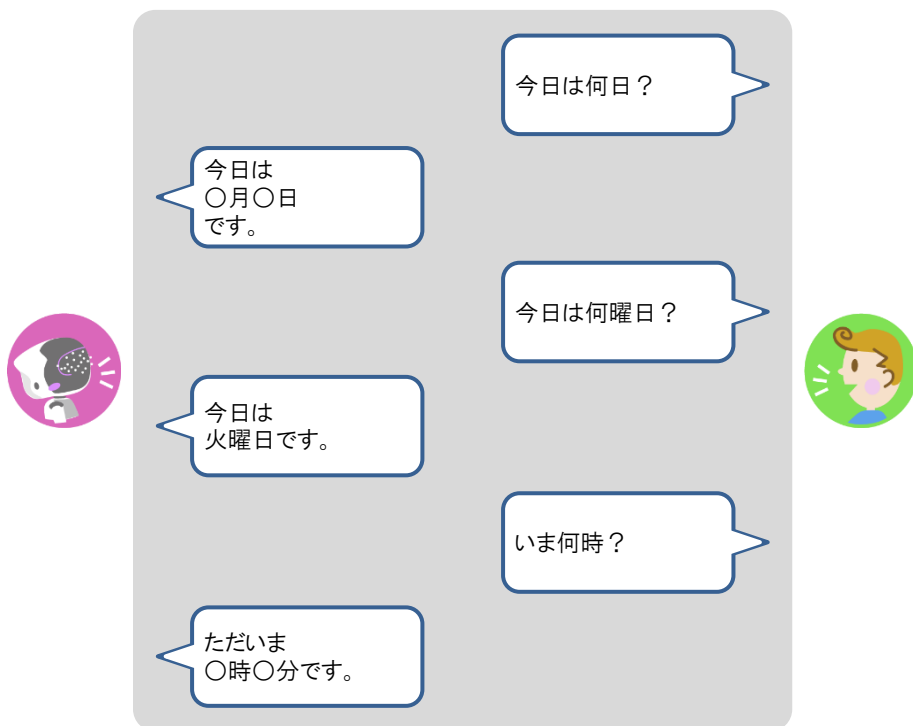 今日は何日？
今日は
〇月〇日
です。
今日は何曜日？
今日は
火曜日です。
いま何時？
ただいま
〇時〇分です。